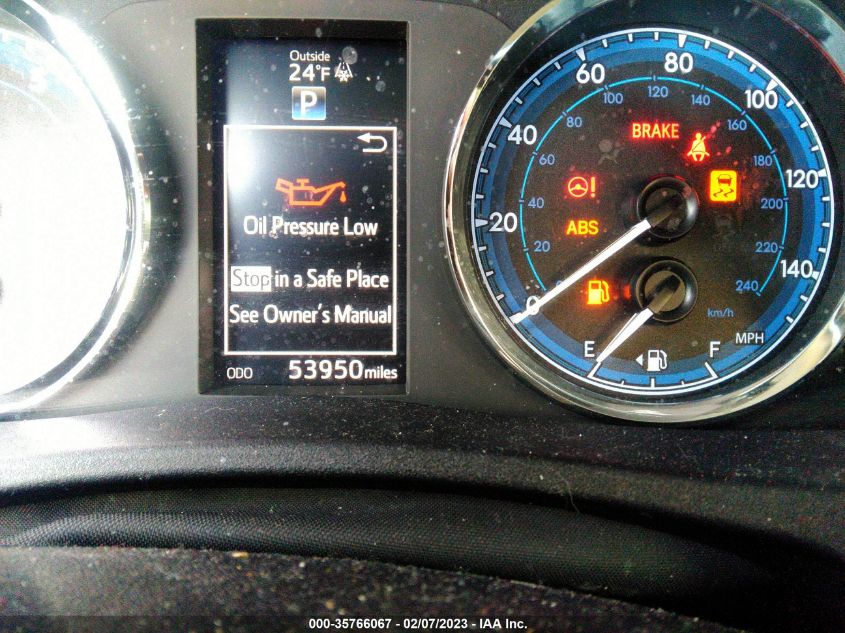 Outside
24°F
P
Oil Pressure Low
Stop in a Safe Place
See Owner's Manual
ODO 53950 miles
0 20 40 60 80 100 120 140
20 40 60 80 100 120 140 160 180 200 220 240
km/h
MPH
BRAKE
!
ABS
E F
000-35766067 - 02/07/2023 - IAA Inc.